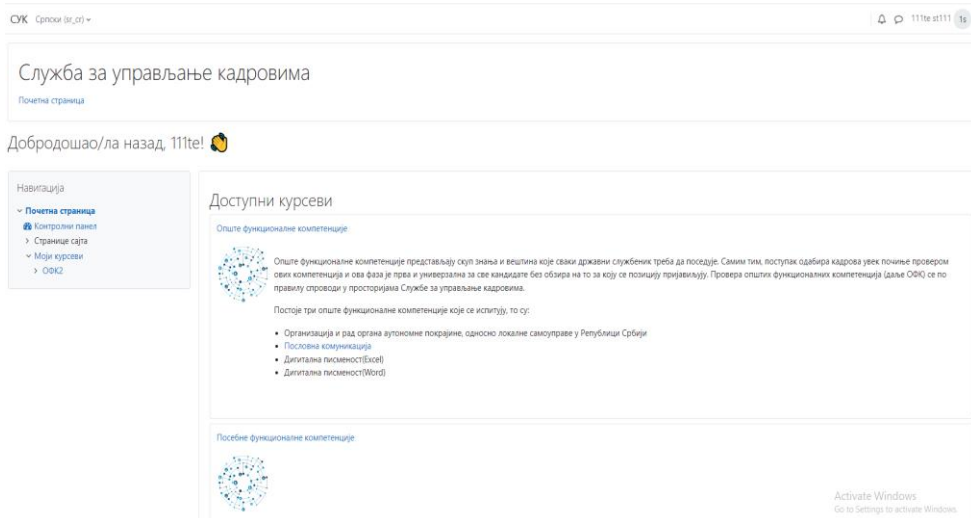 СУК Српски (sr_cr)
111te st111 1s
Служба за управљање кадровима
Почетна страница
Добродошао/ла назад, 111te!
Навигација
Почетна страница
Контролни панел
Странице сајта
Моји курсеви
ОФК2
Доступни курсеви
Опште функционалне компетенције
Опште функционалне компетенције представљају скуп знања и вештина које сваки државни службеник треба да поседује. Самим тим, поступак одабира кадрова увек почиње провером
ових компетенција и ова фаза је прва и универзална за све кандидате без обзира на то за коју се позицију пријављују. Провера општих функционалних компетенција (даље ОФК) се по
правилу спроводи у просторијама Службе за управљање кадровима.
Постоје три опште функционалне компетенције које се испитују, то су:
• Организација и рад органа аутономне покрајине, односно локалне самоуправе у Републици Србији
• Пословна комуникација
• Дигитална писменост(Excel)
• Дигитална писменост(Word)
Посебне функционалне компетенције
Activate Windows
Go to Settings to activate Windows.